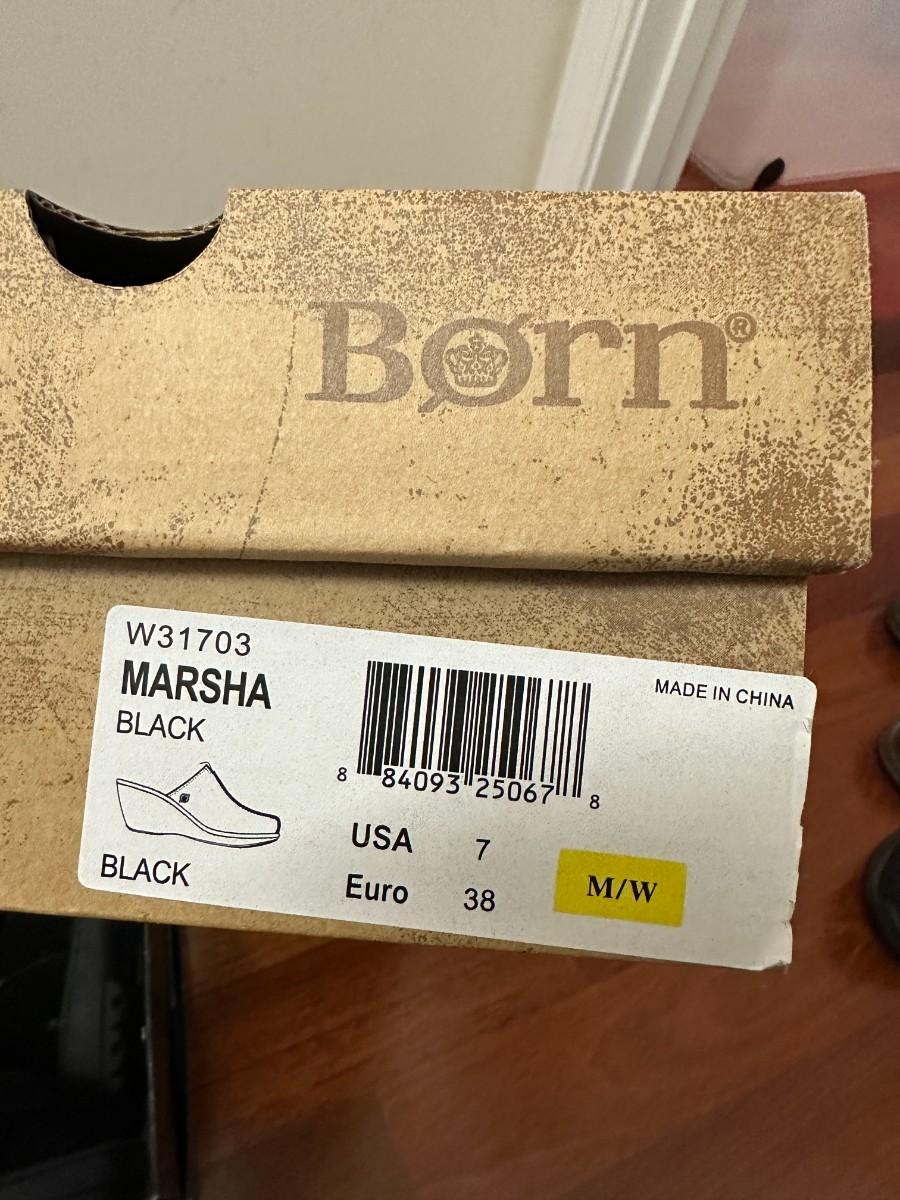 Børn®
W31703
MARSHA
BLACK
MADE IN CHINA
8 84093 25067 8
USA 7
Euro 38
M/W
BLACK